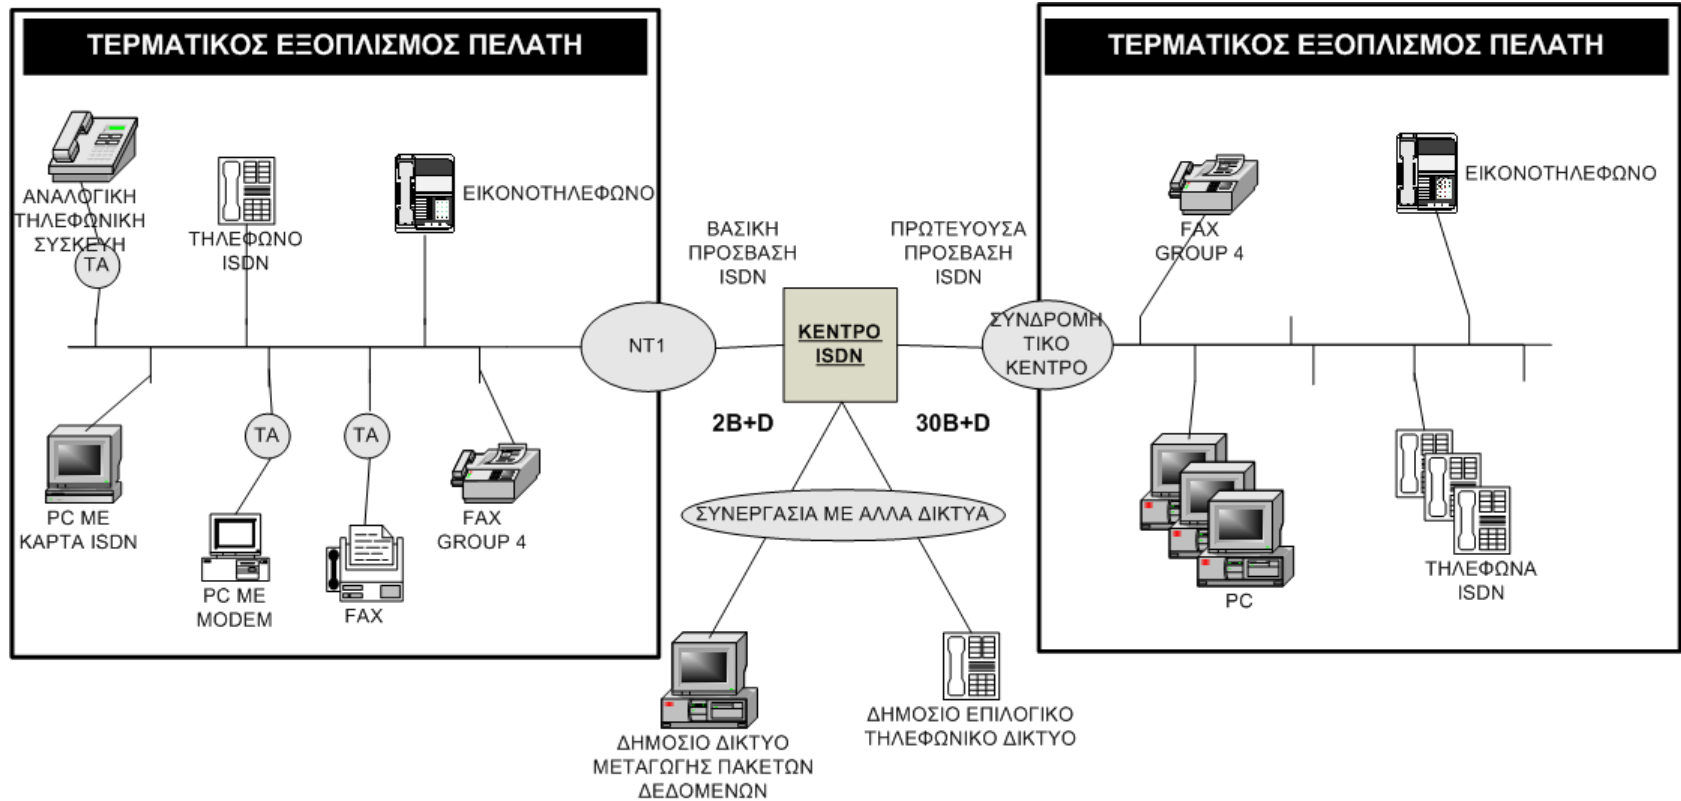 ΤΕΡΜΑΤΙΚΟΣ ΕΞΟΠΛΙΣΜΟΣ ΠΕΛΑΤΗ
ΑΝΑΛΟΓΙΚΗ
ΤΗΛΕΦΩΝΙΚΗ
ΣΥΣΚΕΥΗ
ΤΑ
ΤΗΛΕΦΩΝΟ
ISDN
ΕΙΚΟΝΟΤΗΛΕΦΩΝΟ
PC ΜΕ
ΚΑΡΤΑ ISDN
ΤΑ
PC ΜΕ
MODEM
ΤΑ
FAX
FAX
GROUP 4
NT1
ΒΑΣΙΚΗ
ΠΡΟΣΒΑΣΗ
ISDN
ΠΡΩΤΕΥΟΥΣΑ
ΠΡΟΣΒΑΣΗ
ISDN
ΚΕΝΤΡΟ
ISDN
2B+D
30B+D
ΣΥΝΕΡΓΑΣΙΑ ΜΕ ΑΛΛΑ ΔΙΚΤΥΑ
ΔΗΜΟΣΙΟ ΔΙΚΤΥΟ
ΜΕΤΑΓΩΓΗΣ ΠΑΚΕΤΩΝ
ΔΕΔΟΜΕΝΩΝ
ΔΗΜΟΣΙΟ ΕΠΙΛΟΓΙΚΟ
ΤΗΛΕΦΩΝΙΚΟ ΔΙΚΤΥΟ
ΤΕΡΜΑΤΙΚΟΣ ΕΞΟΠΛΙΣΜΟΣ ΠΕΛΑΤΗ
ΣΥΝΔΡΟΜΗ
ΤΙΚΟ
ΚΕΝΤΡΟ
FAX
GROUP 4
ΕΙΚΟΝΟΤΗΛΕΦΩΝΟ
PC
ΤΗΛΕΦΩΝΑ
ISDN